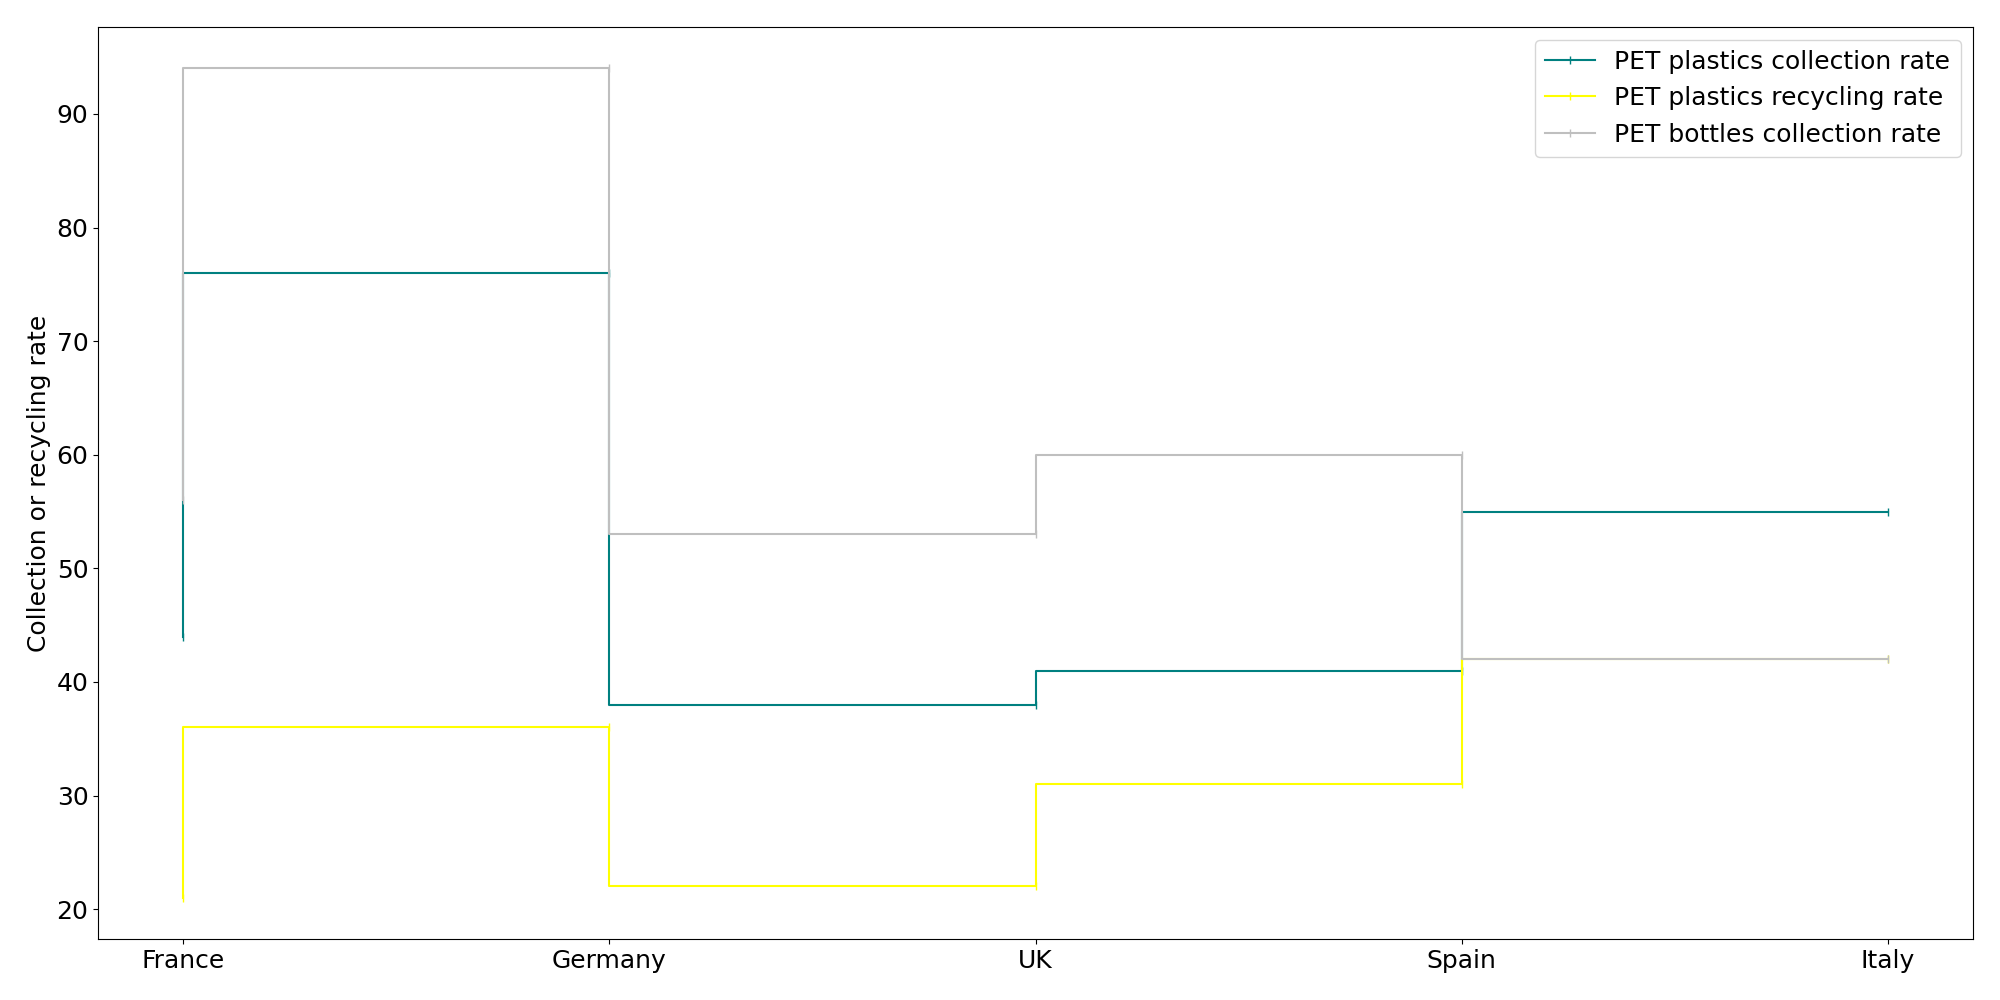 PET plastics collection rate
PET plastics recycling rate
PET bottles collection rate
Collection or recycling rate
90
80
70
60
50
40
30
20
France Germany UK Spain Italy